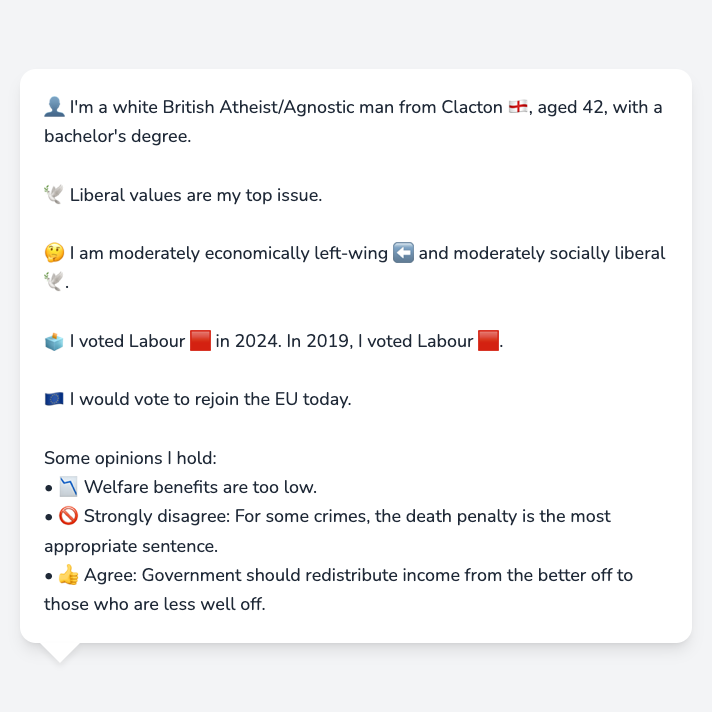 👤 I'm a white British Atheist/Agnostic man from Clacton 🏴󠁧󠁢󠁥󠁮󠁧󠁿, aged 42, with a
bachelor's degree.
🕊️ Liberal values are my top issue.
🤔 I am moderately economically left-wing ⬅️ and moderately socially liberal
🕊️.
🗳️ I voted Labour 🟥 in 2024. In 2019, I voted Labour 🟥.
🇪🇺 I would vote to rejoin the EU today.
Some opinions I hold:
• 📉 Welfare benefits are too low.
• 🚫 Strongly disagree: For some crimes, the death penalty is the most
appropriate sentence.
• 👍 Agree: Government should redistribute income from the better off to
those who are less well off.